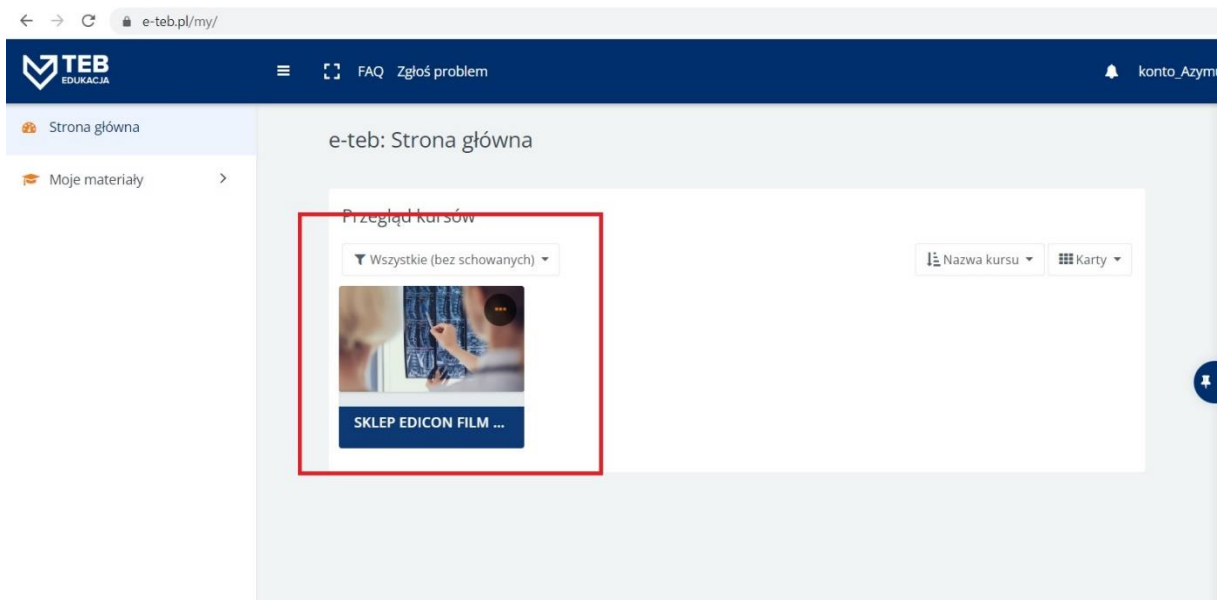 e-teb.pl/my/
TEB
EDUKACJA
FAQ Zgłoś problem
konto_Azym
Strona główna
Moje materiały
e-teb: Strona główna
Przegląd kursów
Wszystkie (bez schowanych)
Nazwa kursu
Karty
SKLEP EDICON FILM ...